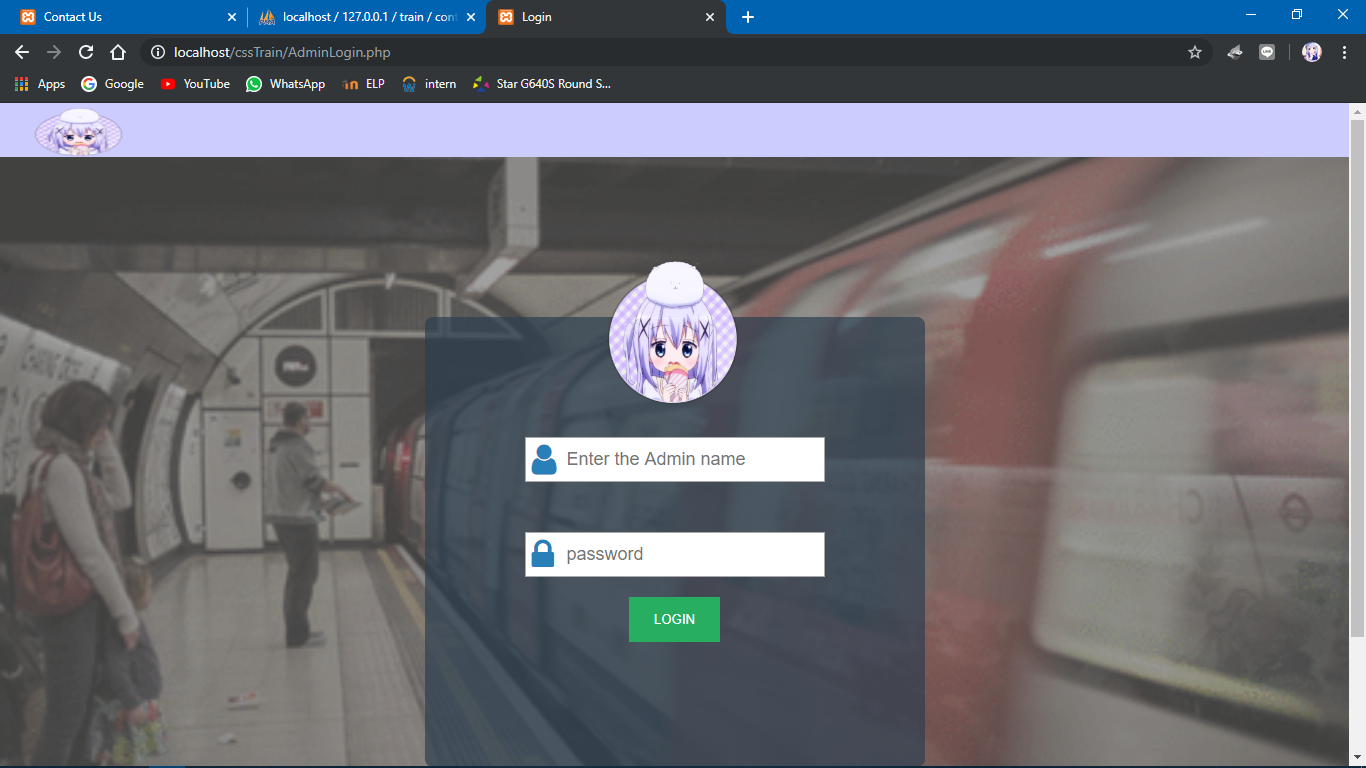 Contact Us
localhost / 127.0.0.1 / train / cont
Login
localhost/cssTrain/AdminLogin.php
Apps
Google
YouTube
WhatsApp
ELP
intern
Star G640S Round S...
LINE
Enter the Admin name
password
LOGIN